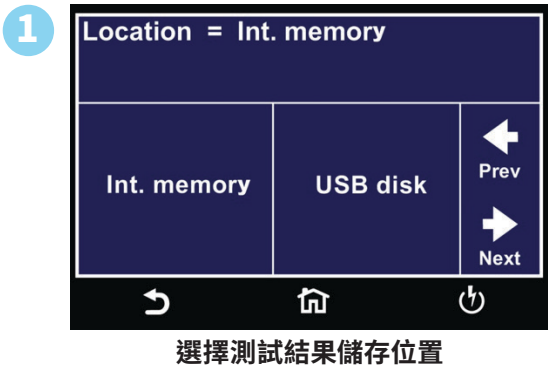 1
Location = Int. memory
Int. memory
USB disk
Prev
Next
選擇測試結果儲存位置